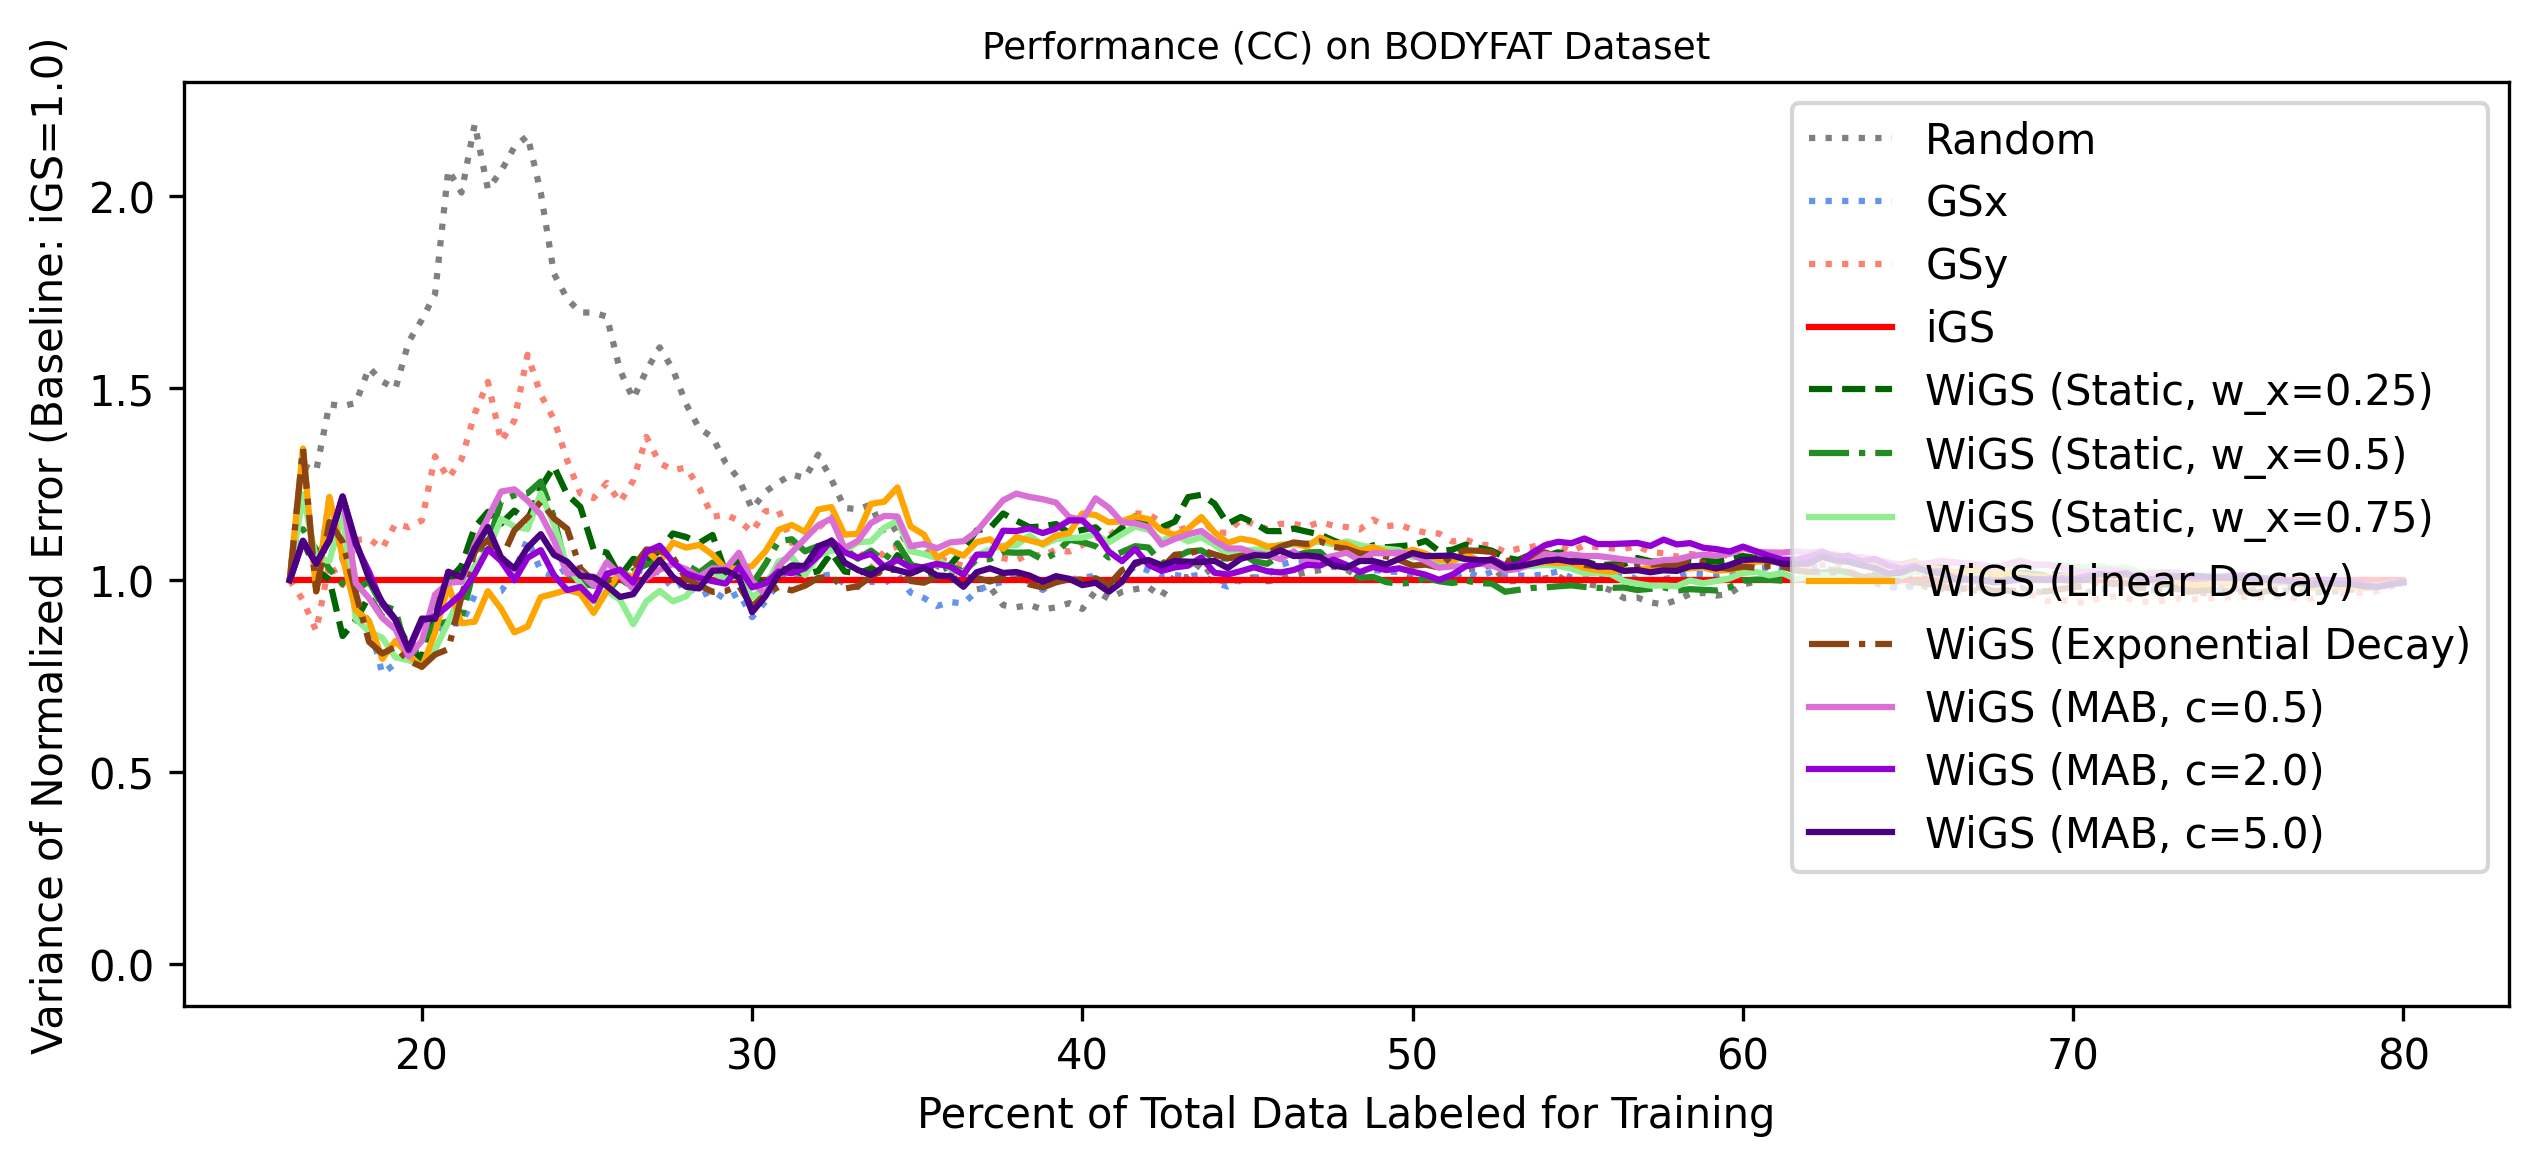 Performance (CC) on BODYFAT Dataset
Variance of Normalized Error (Baseline: iGS=1.0)
2.0
1.5
1.0
0.5
0.0
Random
GSx
GSy
iGS
WiGS (Static, w_x=0.25)
WiGS (Static, w_x=0.5)
WiGS (Static, w_x=0.75)
WiGS (Linear Decay)
WiGS (Exponential Decay)
WiGS (MAB, c=0.5)
WiGS (MAB, c=2.0)
WiGS (MAB, c=5.0)
20 30 40 50 60 70 80
Percent of Total Data Labeled for Training